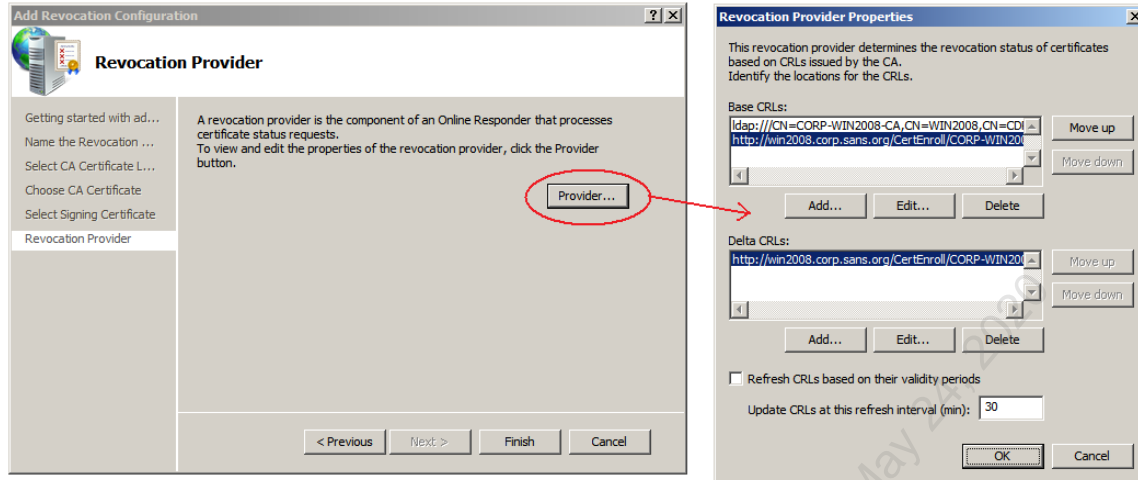 Add Revocation Configuration
Revocation Provider
Getting started with ad...
Name the Revocation ...
Select CA Certificate L...
Choose CA Certificate
Select Signing Certificate
Revocation Provider
A revocation provider is the component of an Online Responder that processes
certificate status requests.
To view and edit the properties of the revocation provider, click the Provider
button.
Provider...
< Previous
Next >
Finish
Cancel
Revocation Provider Properties
This revocation provider determines the revocation status of certificates
based on CRLs issued by the CA.
Identify the locations for the CRLs.
Base CRLs:
ldap:///CN=CORP-WIN2008-CA,CN=WIN2008,CN=CD
http://win2008.corp.sans.org/CertEnroll/CORP-WIN200
Move up
Move down
Add...
Edit...
Delete
Delta CRLs:
http://win2008.corp.sans.org/CertEnroll/CORP-WIN200
Move up
Move down
Add...
Edit...
Delete
Refresh CRLs based on their validity periods
Update CRLs at this refresh interval (min): 30
OK
Cancel
May 24, 2020